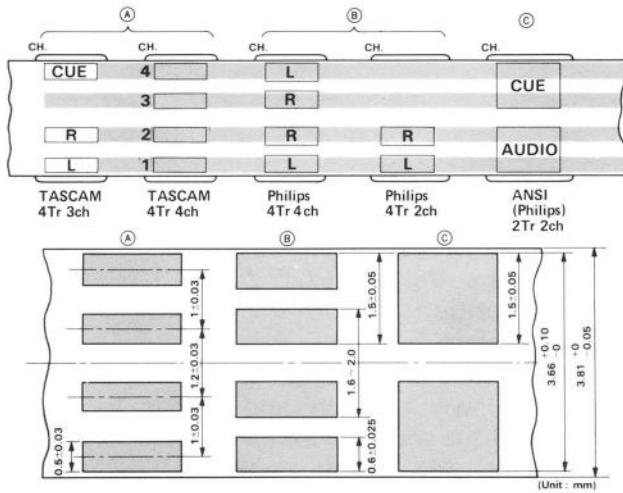 Ⓐ Ⓑ Ⓒ
CH. CH. CH. CH. CH.
CUE 4 L CUE
3 R
R 2 R R AUDIO
L 1 L L
TASCAM TASCAM Philips Philips ANSI
4Tr 3ch 4Tr 4ch 4Tr 4ch 4Tr 2ch (Philips)
2Tr 2ch
Ⓐ Ⓑ Ⓒ
1±0.03
1.2±0.03
1±0.03
0.5±0.03
1.5±0.05
1.6~2.0
0.6±0.025
1.5±0.05
3.66 +0.10 -0
3.81 +0 -0.05
(Unit : mm)